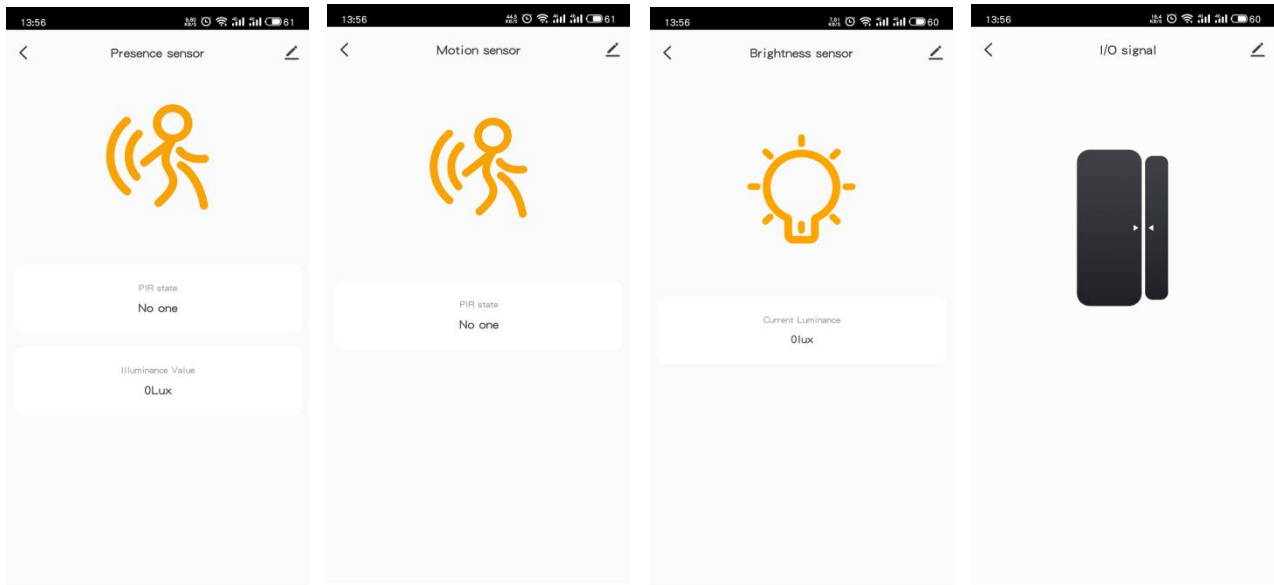 13:56
61
Presence sensor
PIR state
No one
Illuminance Value
0Lux
13:56
61
Motion sensor
PIR state
No one
13:56
60
Brightness sensor
Current Luminance
0lux
13:56
60
I/O signal